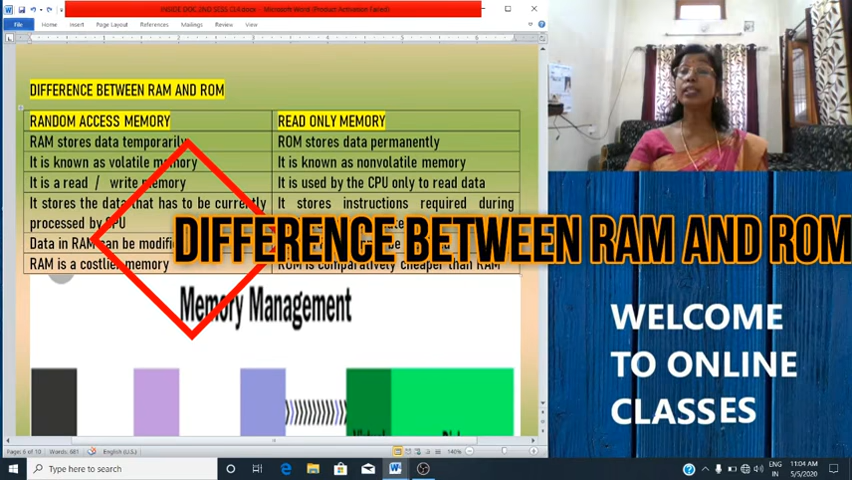 INSIDE DOC 2ND SESS CL4.docx - Microsoft Word (Product Activation Failed)
File Home Insert Page Layout References Mailings Review View
DIFFERENCE BETWEEN RAM AND ROM
RANDOM ACCESS MEMORY READ ONLY MEMORY
RAM stores data temporarily ROM stores data permanently
It is known as volatile memory It is known as nonvolatile memory
It is a read / write memory It is used by the CPU only to read data
It stores the data that has to be currently It stores instructions required during
processed by CPU
Data in RAM can be
DIFFERENCE BETWEEN RAM AND ROM
RAM is a costlier memory ROM is comparatively cheaper than RAM
Memory Management
WELCOME
TO ONLINE
CLASSES
Page: 6 of 10 Words: 681 English (U.S.) 140%
Type here to search
ENG 11:04 AM
IN 5/5/2020